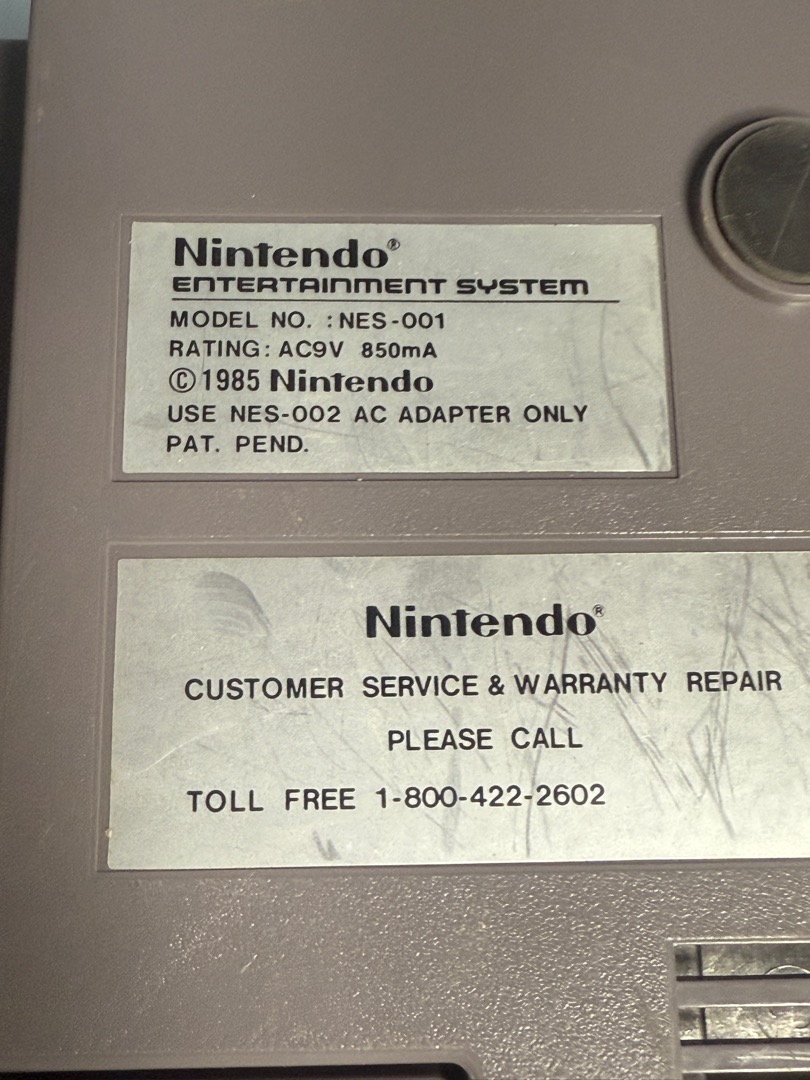 Nintendo®
ENTERTAINMENT SYSTEM
MODEL NO. : NES-001
RATING: AC9V 850mA
©1985 Nintendo
USE NES-002 AC ADAPTER ONLY
PAT. PEND.
Nintendo®
CUSTOMER SERVICE & WARRANTY REPAIR
PLEASE CALL
TOLL FREE 1-800-422-2602